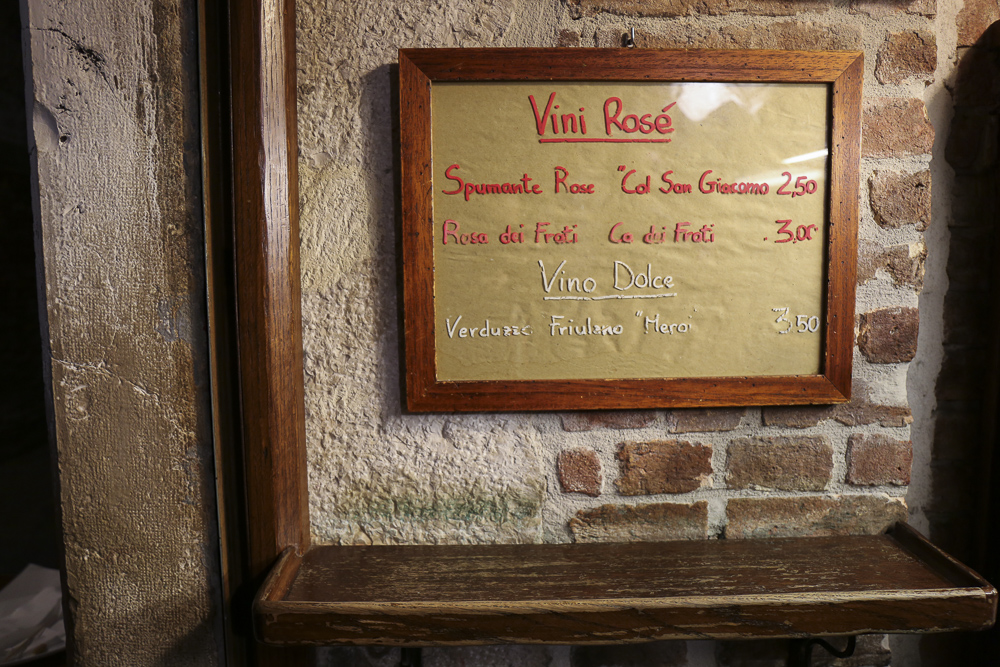 Vini Rosé
Spumante Rose "Col San Giacomo 2,50
Rosa dei Frati Ca dei Frati 3,00
Vino Dolce
Verduzzo Friulano "Mero" 3,50